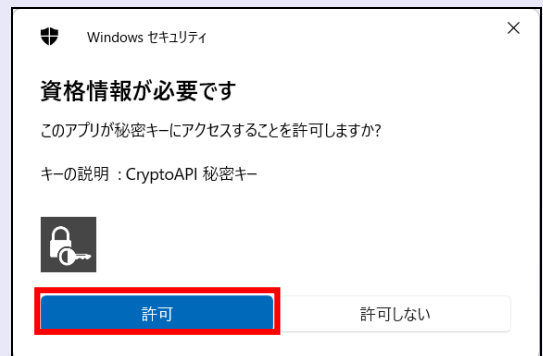 Windows セキュリティ
資格情報が必要です
このアプリが秘密キーにアクセスすることを許可しますか?
キーの説明 : CryptoAPI 秘密キー
許可 許可しない